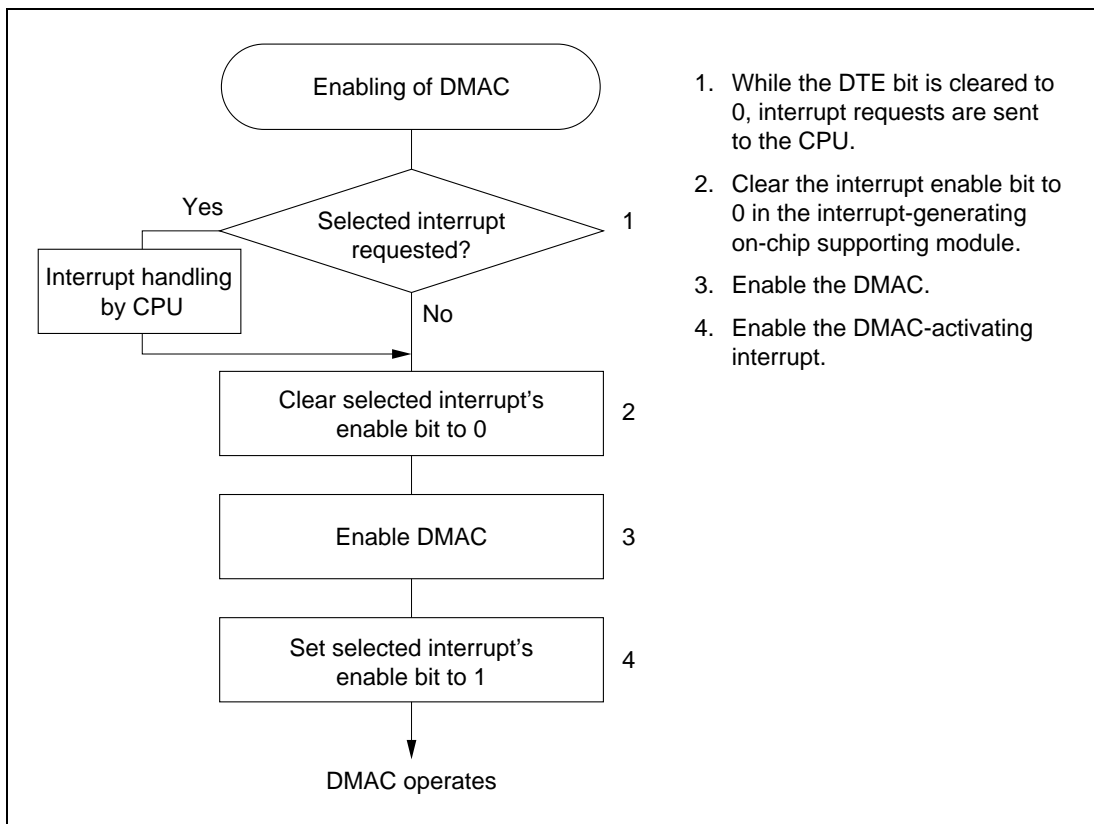 Enabling of DMAC
Selected interrupt
requested?
1
Yes
Interrupt handling
by CPU
No
Clear selected interrupt's
enable bit to 0
2
Enable DMAC
3
Set selected interrupt's
enable bit to 1
4
DMAC operates
1. While the DTE bit is cleared to
0, interrupt requests are sent
to the CPU.
2. Clear the interrupt enable bit to
0 in the interrupt-generating
on-chip supporting module.
3. Enable the DMAC.
4. Enable the DMAC-activating
interrupt.